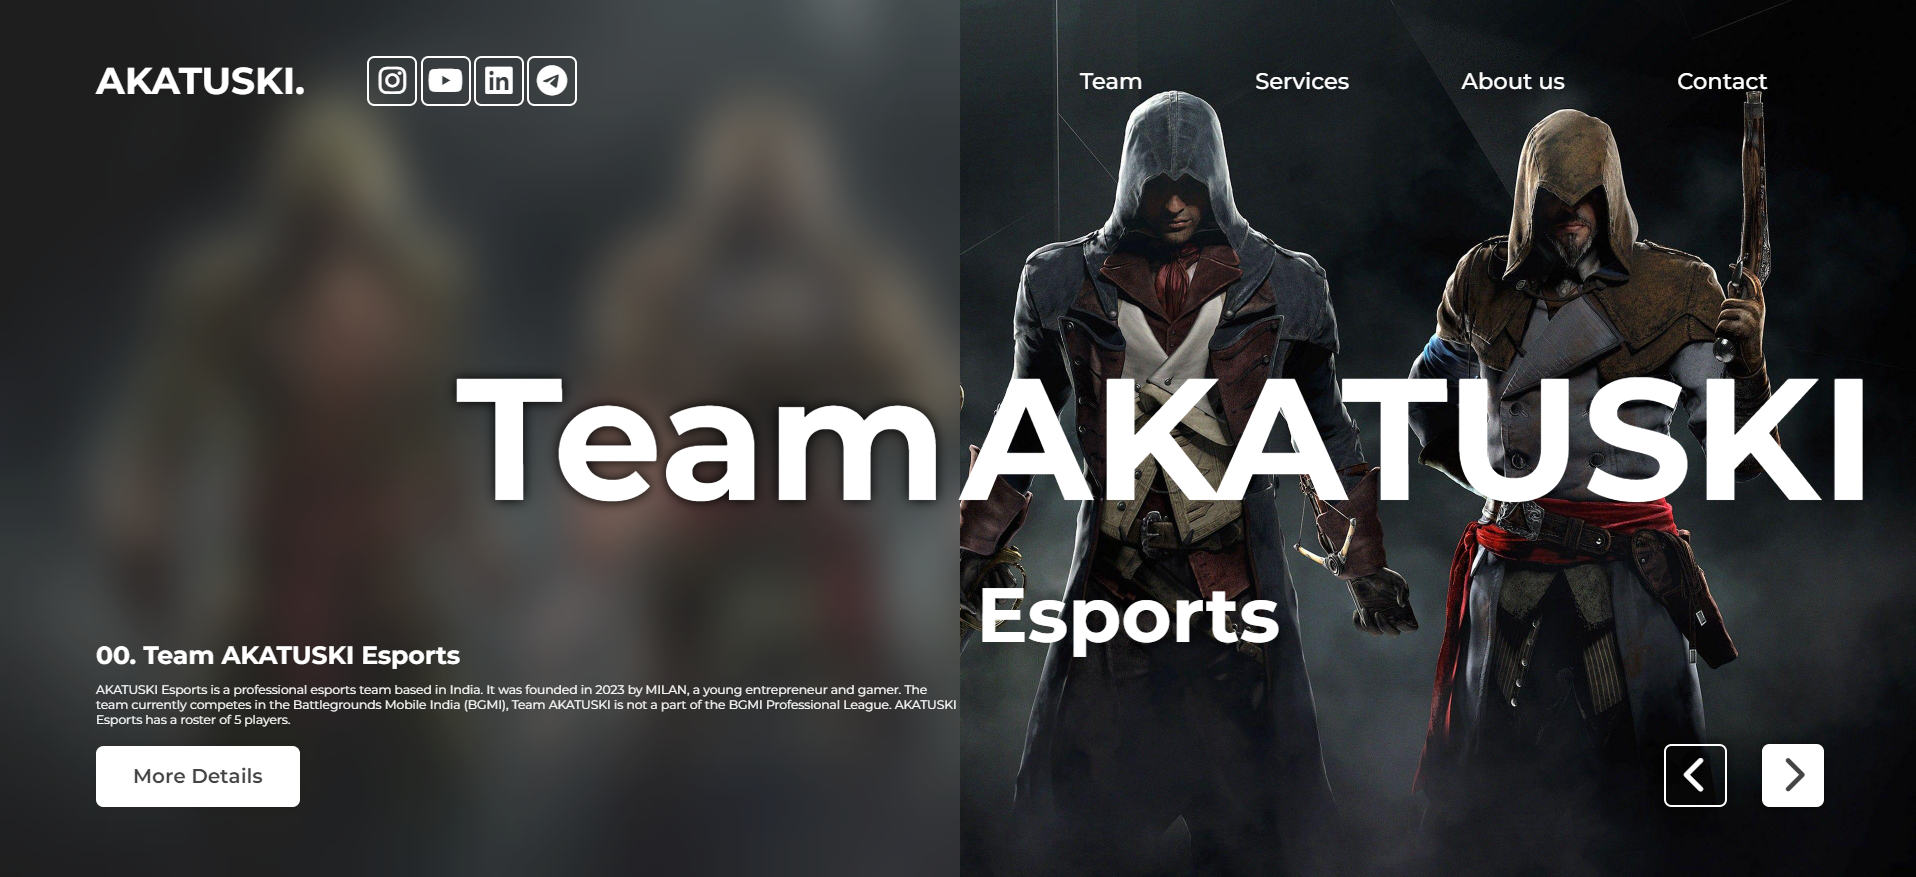 AKATUSKI.
Team
Services
About us
Contact
Team AKATUSKI
Esports
00. Team AKATUSKI Esports
AKATUSKI Esports is a professional esports team based in India. It was founded in 2023 by MILAN, a young entrepreneur and gamer. The
team currently competes in the Battlegrounds Mobile India (BGMI), Team AKATUSKI is not a part of the BGMI Professional League. AKATUSKI
Esports has a roster of 5 players.
More Details